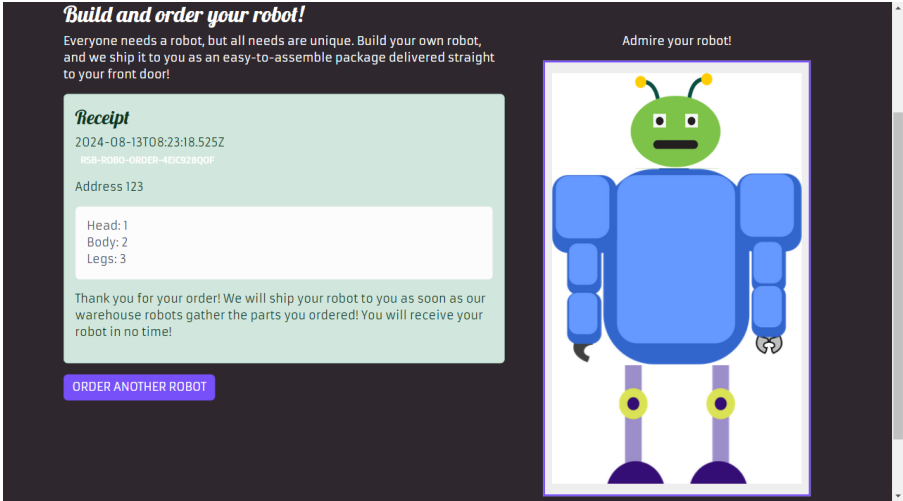 Build and order your robot!
Everyone needs a robot, but all needs are unique. Build your own robot,
and we ship it to you as an easy-to-assemble package delivered straight
to your front door!
Receipt
2024-08-13T08:23:18.525Z
RSB-ROBO-ORDER-4EIC928QOF
Address 123
Head: 1
Body: 2
Legs: 3
Thank you for your order! We will ship your robot to you as soon as our
warehouse robots gather the parts you ordered! You will receive your
robot in no time!
ORDER ANOTHER ROBOT
Admire your robot!